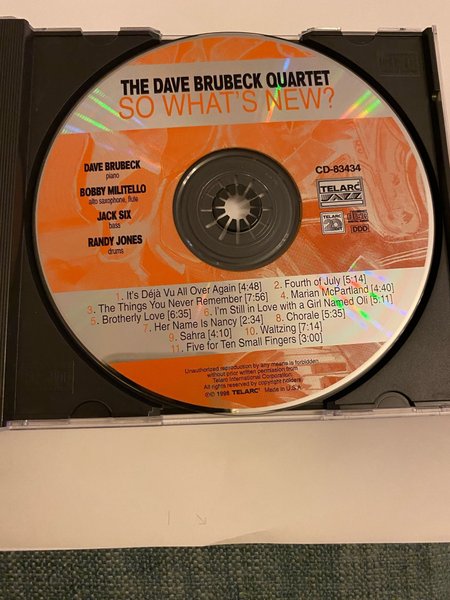 THE DAVE BRUBECK QUARTET
SO WHAT'S NEW?
DAVE BRUBECK
piano
BOBBY MILITELLO
alto saxophone, flute
JACK SIX
bass
RANDY JONES
drums
CD-83434
TELARC
JAZZ
TELARC
20
DDD
1. It's Déjà Vu All Over Again [4:48] 2. Fourth of July [5:14]
3. The Things You Never Remember [7:56] 4. Marian McPartland [4:40]
5. Brotherly Love [6:35] 6. I'm Still in Love with a Girl Named Oli [5:11]
7. Her Name Is Nancy [2:34] 8. Chorale [5:35]
9. Sahra [4:10] 10. Waltzing [7:14]
11. Five for Ten Small Fingers [3:00]
Unauthorized reproduction by any means is forbidden
without prior written permission from
Telarc International Corporation.
All rights reserved by copyright holders.
℗© 1998 TELARC® Made in U.S.A.